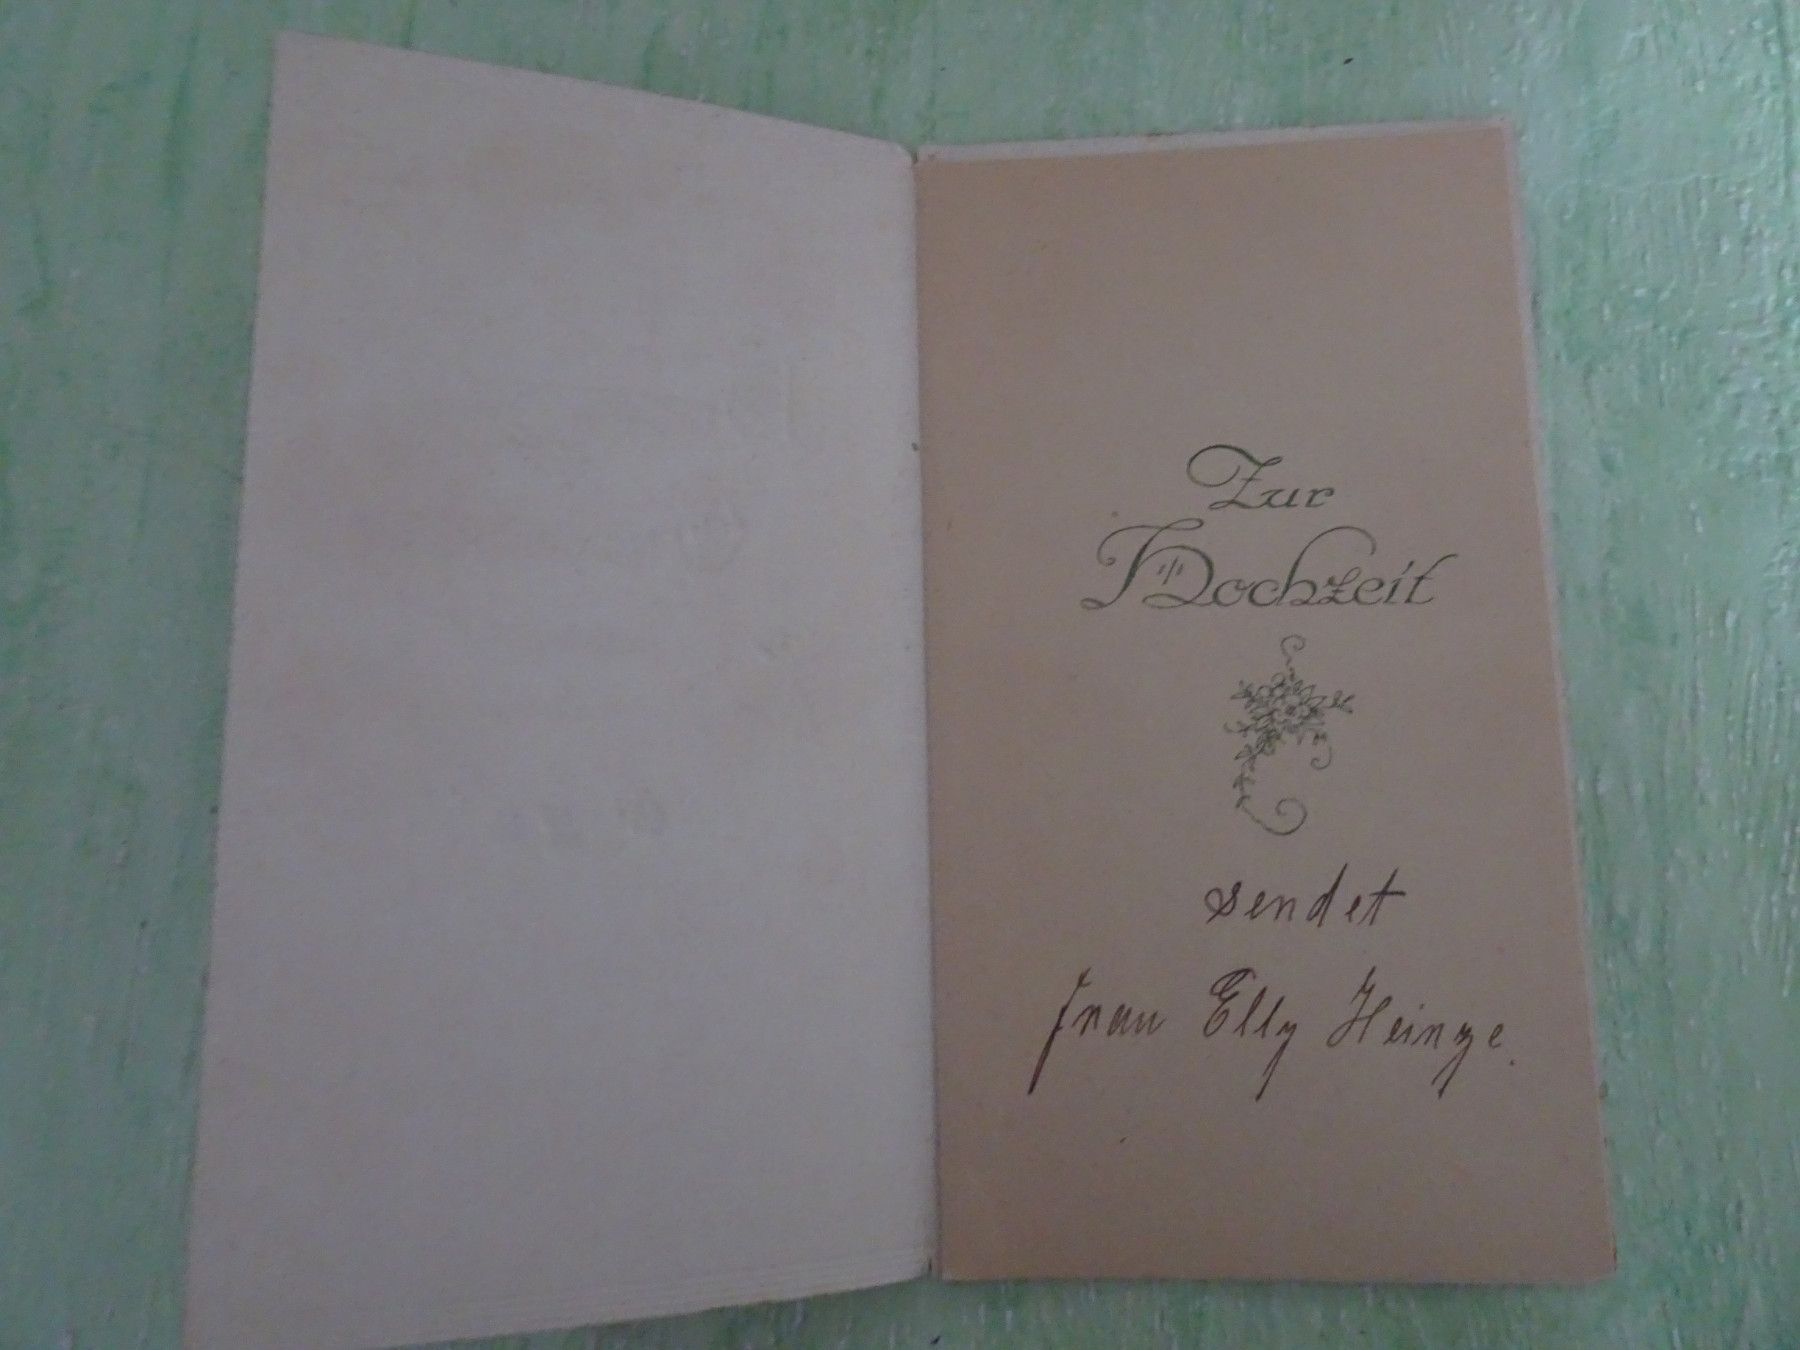 Zur
Hochzeit
sendet
Frau Elly Heinze.